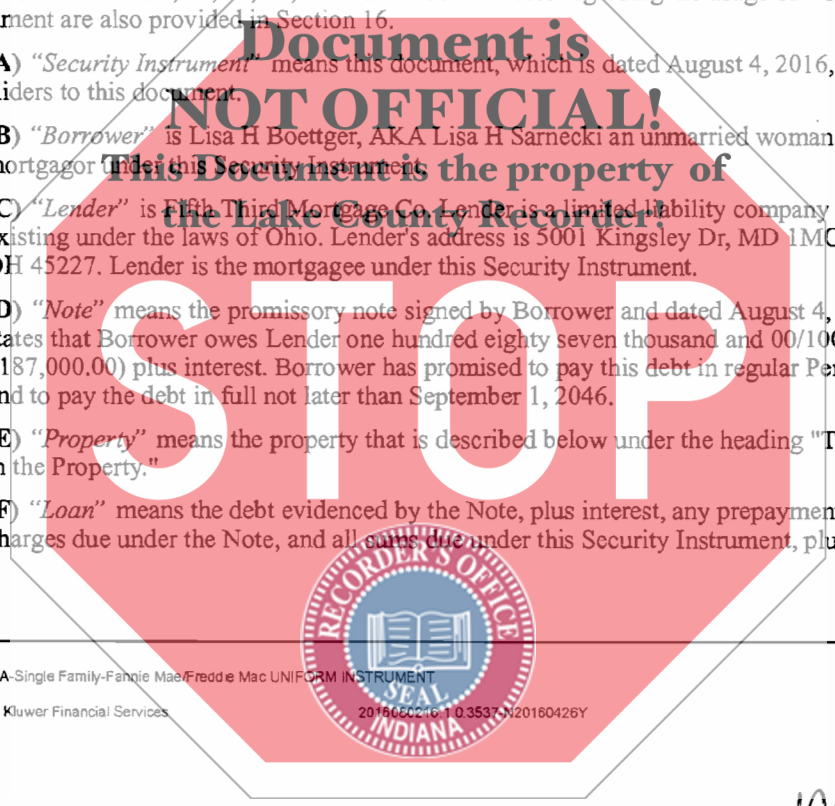 ment are also provided in Section 16.
Document is
A) “Security Instrument” means this document, which is dated August 4, 2016,
iders to this document.
NOT OFFICIAL!
B) “Borrower” is Lisa H Boettger, AKA Lisa H Sarnecki an unmarried woman
mortgagor under this Security Instrument.
This Document is the property of
C) “Lender” is Fifth Third Mortgage Co. Lender is a limited liability company
the Lake County Recorder!
existing under the laws of Ohio. Lender's address is 5001 Kingsley Dr, MD 1MO
OH 45227. Lender is the mortgagee under this Security Instrument.
D) “Note” means the promissory note signed by Borrower and dated August 4,
tates that Borrower owes Lender one hundred eighty seven thousand and 00/100
187,000.00) plus interest. Borrower has promised to pay this debt in regular Per
nd to pay the debt in full not later than September 1, 2046.
STOP
E) “Property” means the property that is described below under the heading "T
n the Property."
F) “Loan” means the debt evidenced by the Note, plus interest, any prepayment
harges due under the Note, and all sums due under this Security Instrument, plu
RECORDER'S OFFICE
SEAL
INDIANA
A-Single Family-Fannie Mae/Freddie Mac UNIFORM INSTRUMENT
Kluwer Financial Services